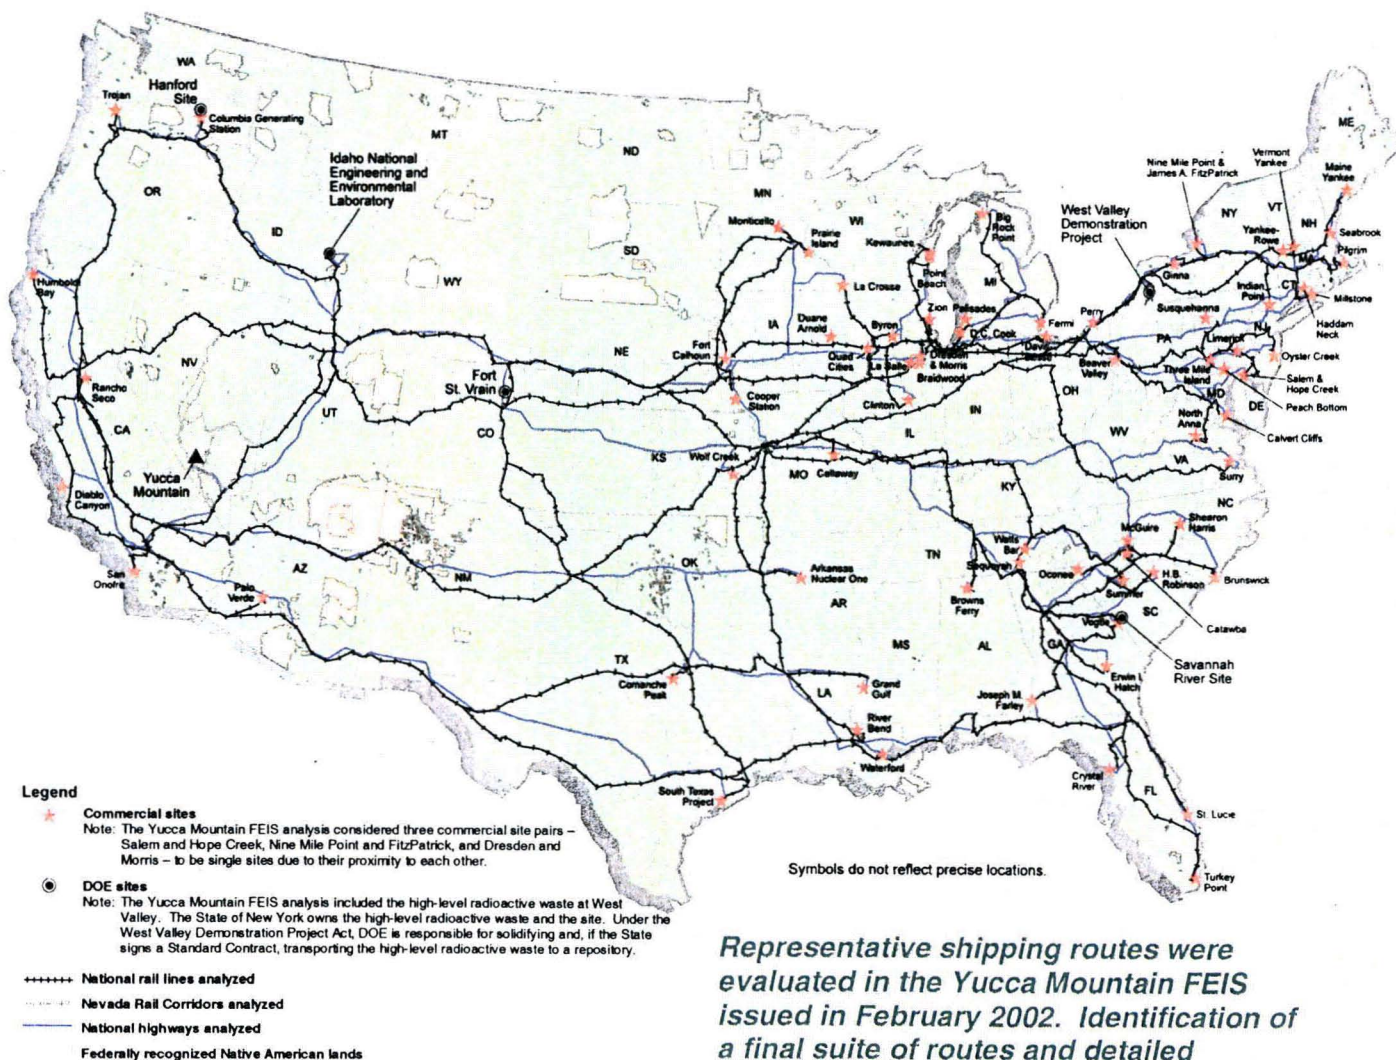 WA
Hanford
Site
Trojan
Columbia Generating
Station
MT
ND
ME
Idaho National
Engineering and
Environmental
Laboratory
OR
ID
MN
Nine Mile Point &
James A. FitzPatrick
Vermont
Yankee
Maine
Yankee
Monticello
WI
Big
Rock
Point
West Valley
Demonstration
Project
NY
VT
NH
Yankee-
Rowe
Seabrook
Pilgrim
MA
Prairie
Island
Kewaunee
SD
WY
Humboldt
Bay
La Crosse
Point
Beach
MI
Ginna
Indian
Point
CT
Millstone
Haddam
Neck
IA
Duane
Arnold
Byron
Zion
Palisades
Fermi
Perry
Susquehanna
NJ
PA
Limerick
Oyster Creek
NV
NE
Fort
Calhoun
Quad
Cities
La Salle
D.C. Cook
Dresden
& Morris
Braidwood
Davis
Besse
Beaver
Valley
Three Mile
Island
Salem &
Hope Creek
Peach Bottom
Rancho
Seco
Fort
St. Vrain
UT
Cooper
Station
Clinton
IN
OH
MD
DE
North
Anna
Calvert Cliffs
CA
CO
IL
WV
KS
Wolf Creek
MO
Callaway
VA
Surry
Yucca
Mountain
Diablo
Canyon
KY
NC
Shearon
Harris
McGuire
Watts
Bar
TN
Sequoyah
Oconee
H.B.
Robinson
Brunswick
Summer
San
Onofre
AZ
NM
OK
Arkansas
Nuclear One
Palo
Verde
AR
Browns
Ferry
SC
Catawba
Vogtle
MS
AL
GA
Savannah
River Site
TX
Comanche
Peak
Grand
Gulf
LA
Erwin I.
Hatch
Joseph M.
Farley
River
Bend
Waterford
Crystal
River
FL
South Texas
Project
St. Lucie
Turkey
Point
Legend
Commercial sites
Note: The Yucca Mountain FEIS analysis considered three commercial site pairs –
Salem and Hope Creek, Nine Mile Point and FitzPatrick, and Dresden and
Morris – to be single sites due to their proximity to each other.
Symbols do not reflect precise locations.
DOE sites
Note: The Yucca Mountain FEIS analysis included the high-level radioactive waste at West
Valley. The State of New York owns the high-level radioactive waste and the site. Under the
West Valley Demonstration Project Act, DOE is responsible for solidifying and, if the State
signs a Standard Contract, transporting the high-level radioactive waste to a repository.
National rail lines analyzed
Nevada Rail Corridors analyzed
National highways analyzed
Federally recognized Native American lands
Representative shipping routes were
evaluated in the Yucca Mountain FEIS
issued in February 2002. Identification of
a final suite of routes and detailed